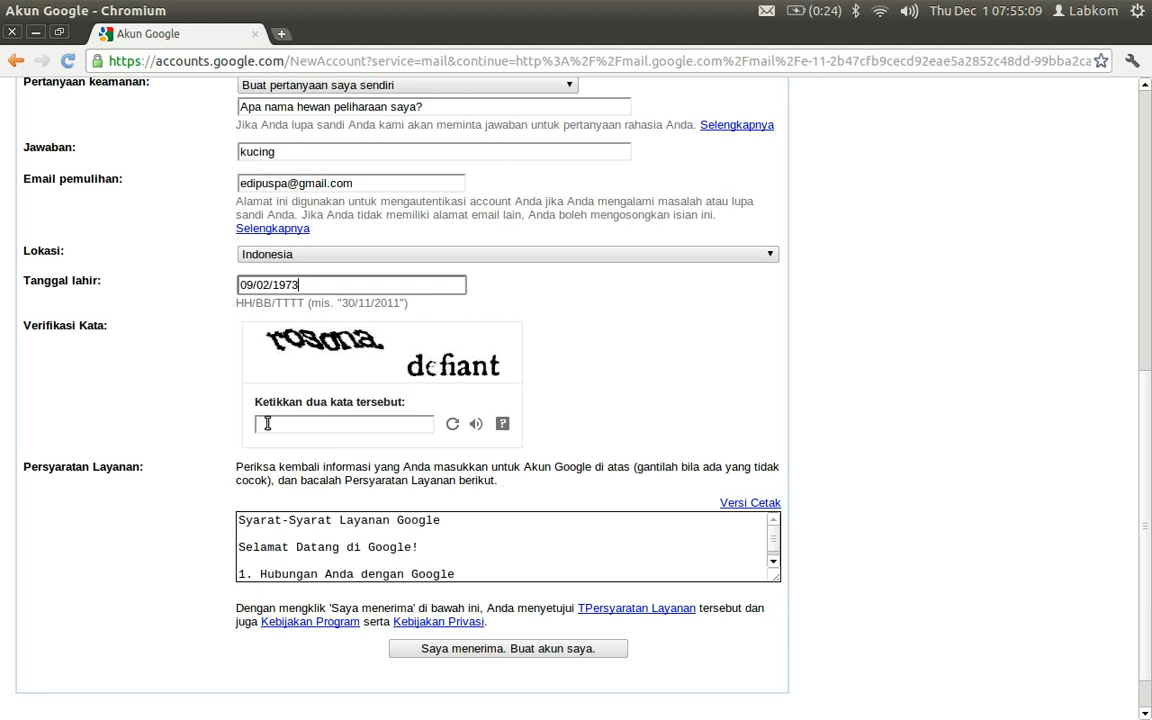 Akun Google - Chromium
(0:24)
Thu Dec 1 07:55:09
Labkom
Akun Google
https://accounts.google.com/NewAccount?service=mail&continue=http%3A%2F%2Fmail.google.com%2Fmail%2Fe-11-2b47cfb9cecd92eae5a2852c48dd-99bba2ca
Pertanyaan keamanan:
Buat pertanyaan saya sendiri
Apa nama hewan peliharaan saya?
Jika Anda lupa sandi Anda kami akan meminta jawaban untuk pertanyaan rahasia Anda. Selengkapnya
Jawaban:
kucing
Email pemulihan:
edipuspa@gmail.com
Alamat ini digunakan untuk mengautentikasi account Anda jika Anda mengalami masalah atau lupa
sandi Anda. Jika Anda tidak memiliki alamat email lain, Anda boleh mengosongkan isian ini.
Selengkapnya
Lokasi:
Indonesia
Tanggal lahir:
09/02/1973
HH/BB/TTTT (mis. "30/11/2011")
Verifikasi Kata:
rosona
defiant
Ketikkan dua kata tersebut:
Persyaratan Layanan:
Periksa kembali informasi yang Anda masukkan untuk Akun Google di atas (gantilah bila ada yang tidak
cocok), dan bacalah Persyaratan Layanan berikut.
Versi Cetak
Syarat-Syarat Layanan Google
Selamat Datang di Google!
1. Hubungan Anda dengan Google
Dengan mengklik 'Saya menerima' di bawah ini, Anda menyetujui TPersyaratan Layanan tersebut dan
juga Kebijakan Program serta Kebijakan Privasi.
Saya menerima. Buat akun saya.